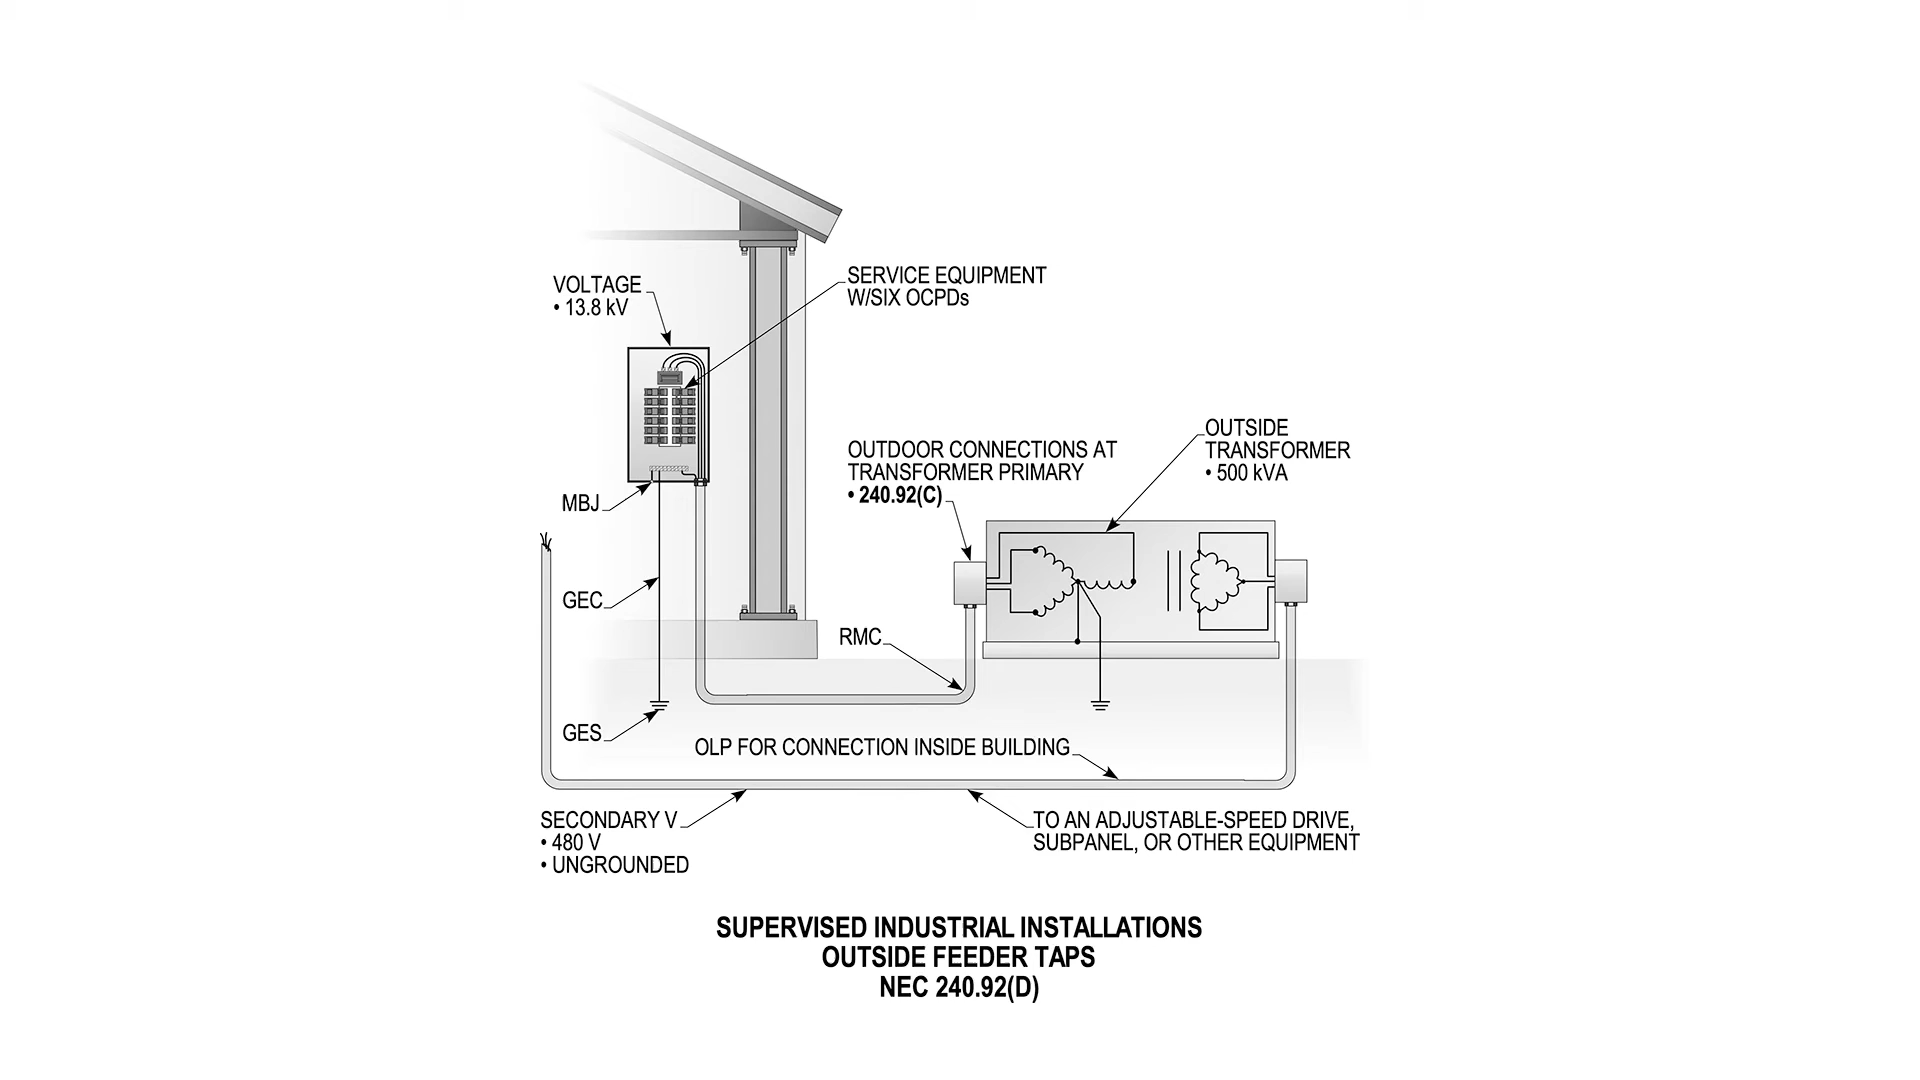 VOLTAGE
• 13.8 kV
SERVICE EQUIPMENT
W/SIX OCPDs
OUTSIDE
TRANSFORMER
• 500 kVA
OUTDOOR CONNECTIONS AT
TRANSFORMER PRIMARY
• 240.92(C)
MBJ
GEC
RMC
GES
OLP FOR CONNECTION INSIDE BUILDING
SECONDARY V
• 480 V
• UNGROUNDED
TO AN ADJUSTABLE-SPEED DRIVE,
SUBPANEL, OR OTHER EQUIPMENT
SUPERVISED INDUSTRIAL INSTALLATIONS
OUTSIDE FEEDER TAPS
NEC 240.92(D)